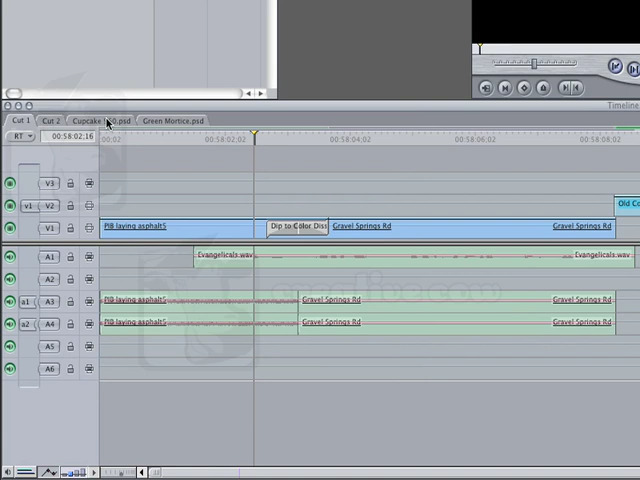 Timeline
Cut 1 Cut 2 Green Mortice.psd
RT 00:58:02;16 00:58:02;02 00:58:04;02 00:58:06;02 00:58:08;02
V3
v1 V2 Old Co
V1 PIB laying asphalt5 Dip to Color Diss Gravel Springs Rd Gravel Springs Rd
A1 Evangelicals.wav Evangelicals.wav
A2
a1 A3 PIB laying asphalt5 Gravel Springs Rd Gravel Springs Rd
a2 A4 PIB laying asphalt5 Gravel Springs Rd Gravel Springs Rd
A5
A6